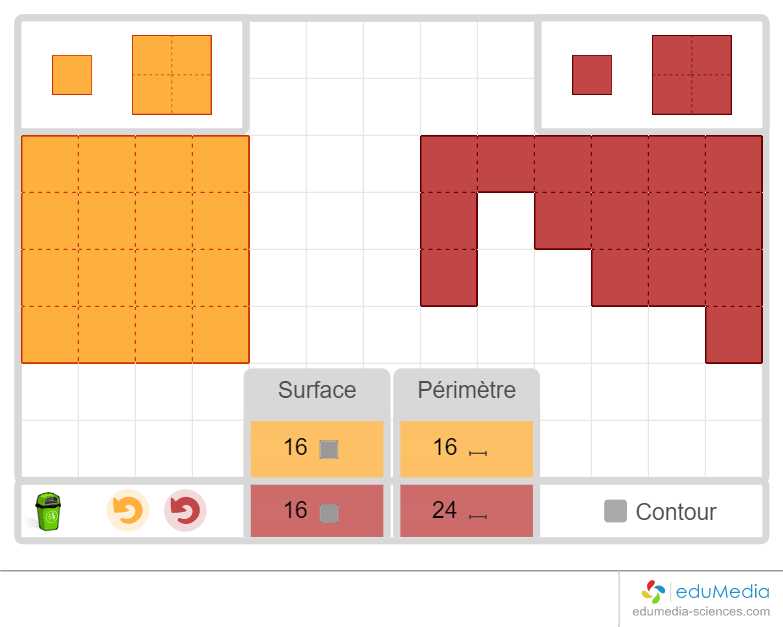 Surface
Périmètre
16
16
16
24
Contour
eduMedia
edumedia-sciences.com